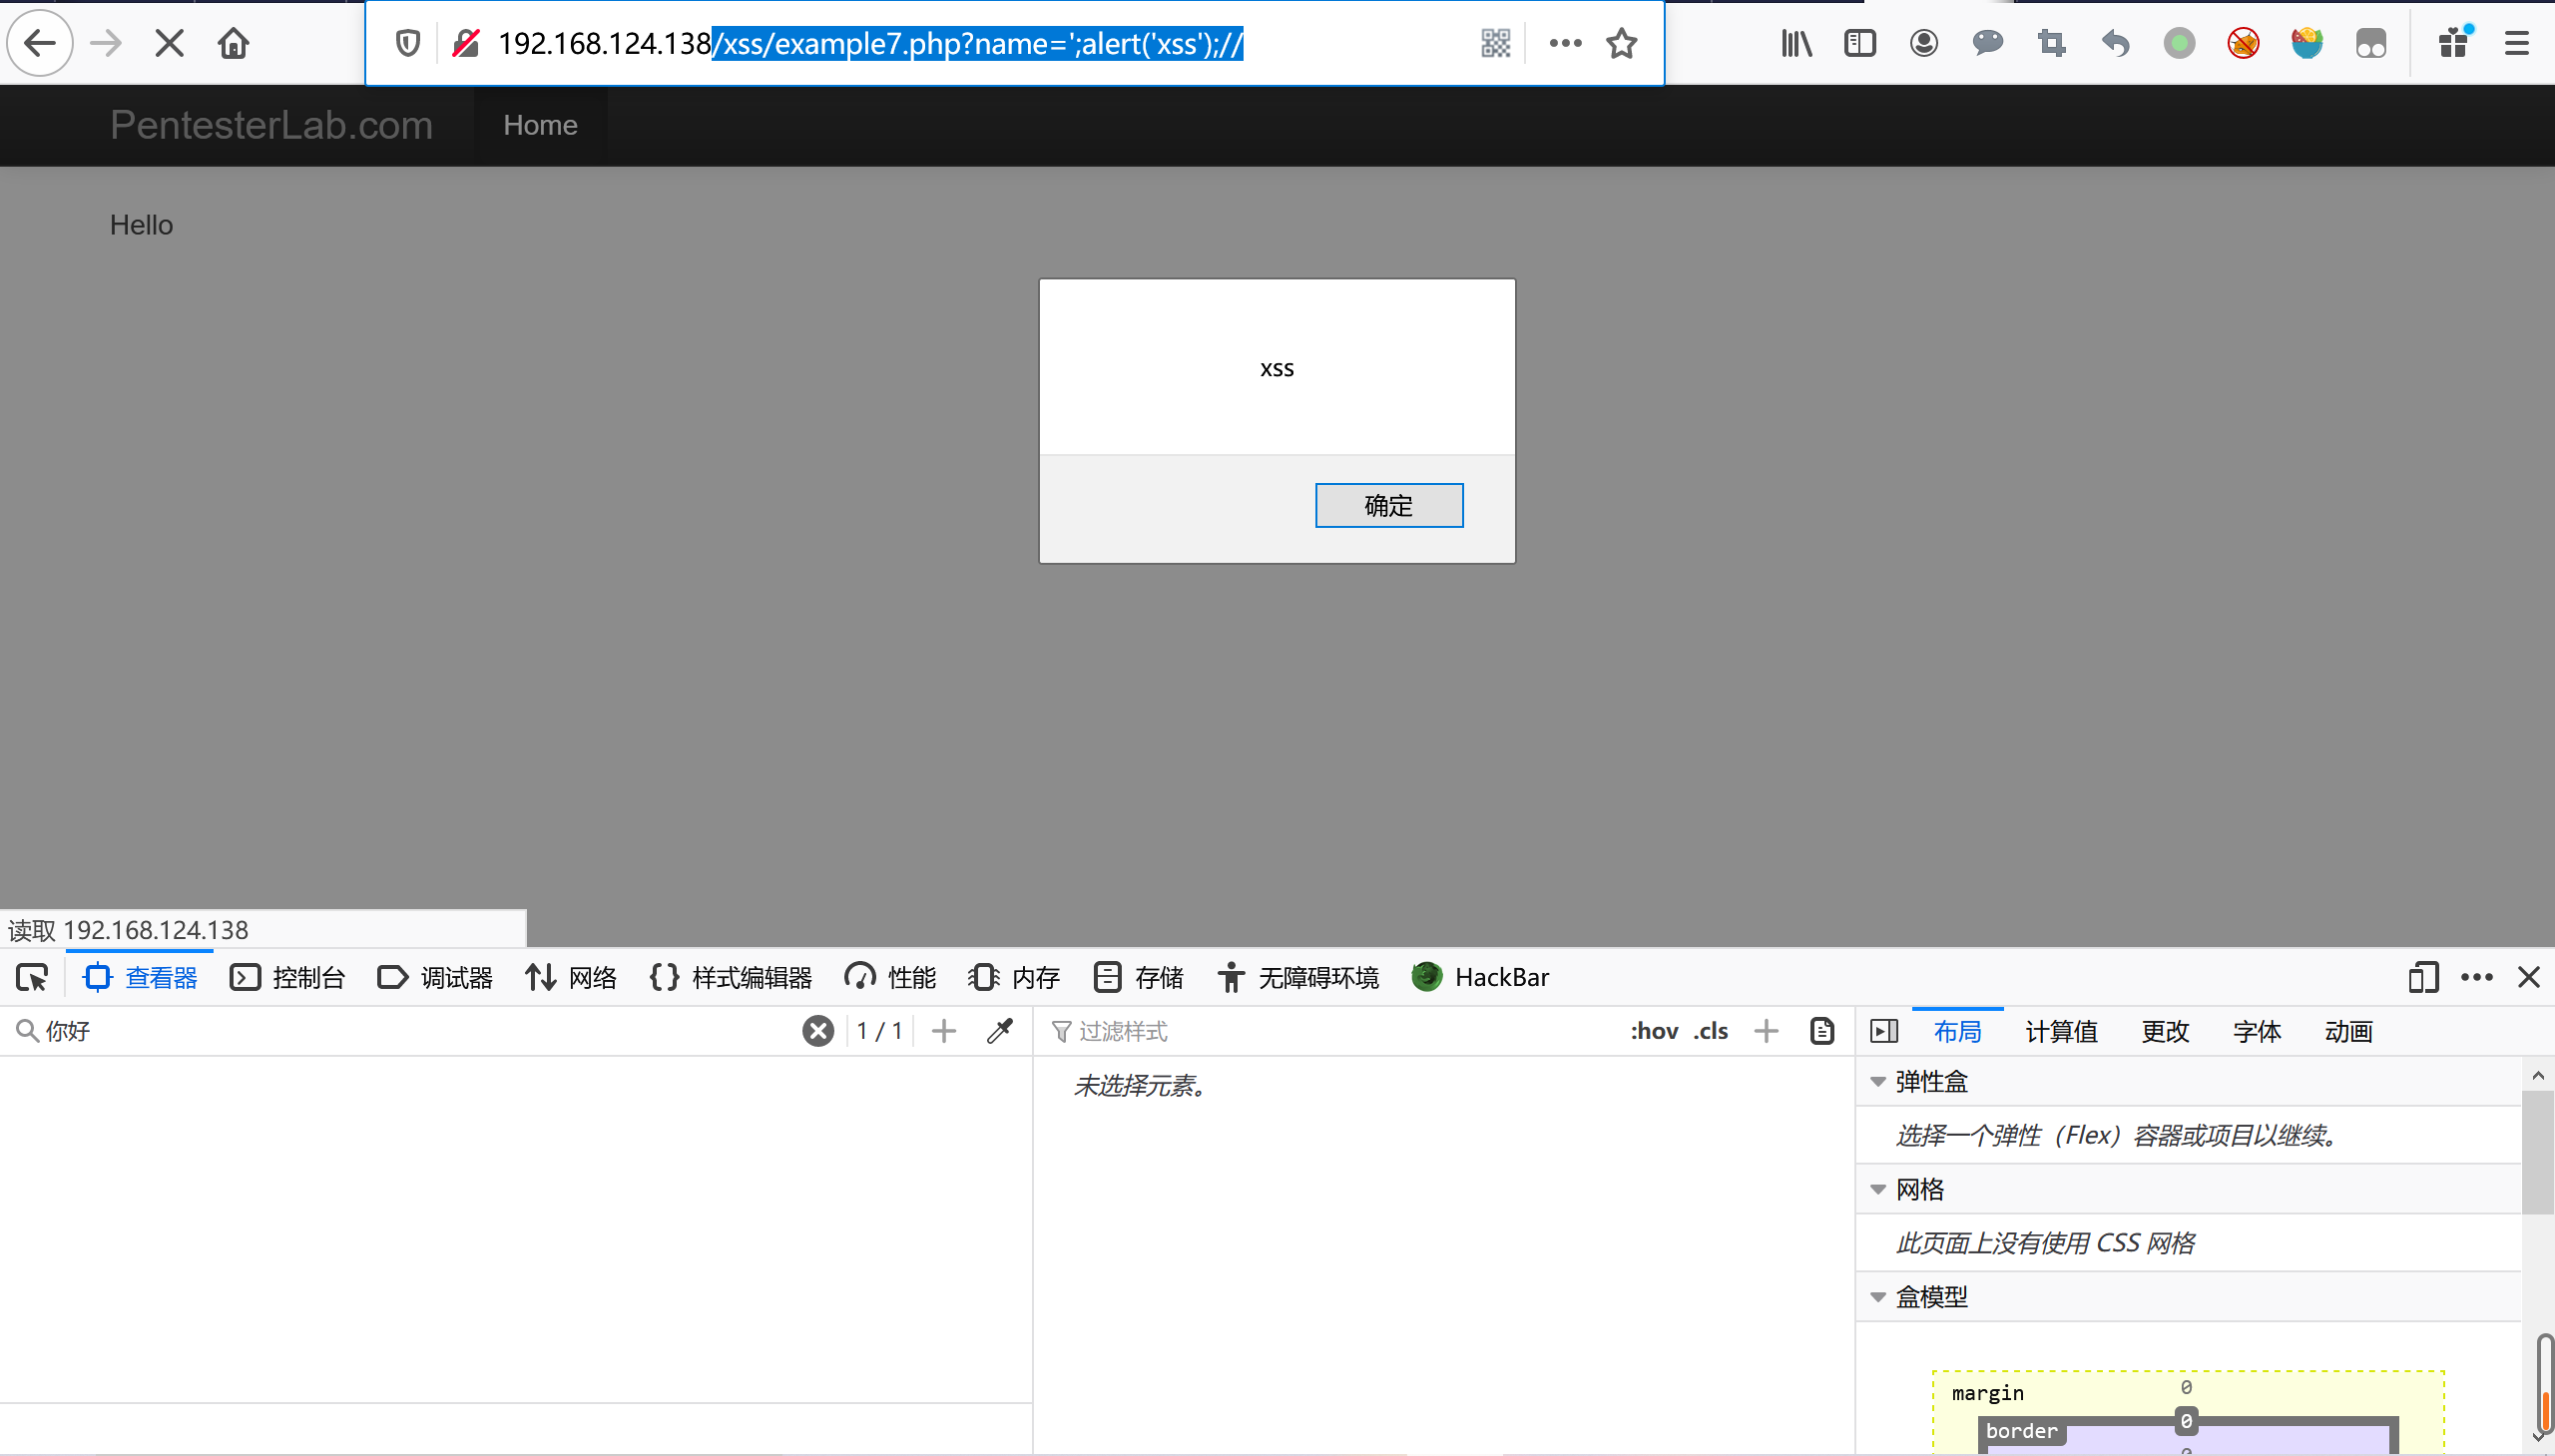 192.168.124.138/xss/example7.php?name=';alert('xss');//
PentesterLab.com Home
Hello
xss
确定
读取 192.168.124.138
查看器 控制台 调试器 网络 样式编辑器 性能 内存 存储 无障碍环境 HackBar
你好 1 / 1 过滤样式 :hov .cls 布局 计算值 更改 字体 动画
未选择元素。
弹性盒
选择一个弹性（Flex）容器或项目以继续。
网格
此页面上没有使用 CSS 网格
盒模型
margin 0
border 0